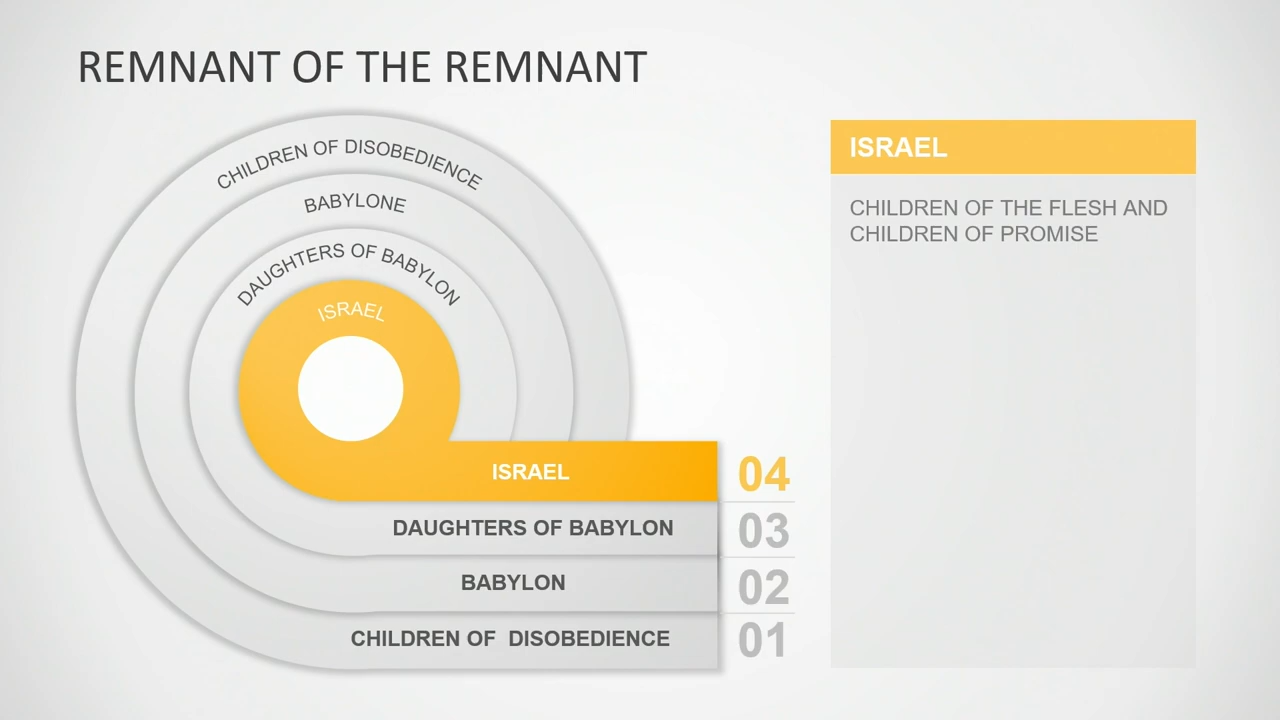 REMNANT OF THE REMNANT
CHILDREN OF DISOBEDIENCE
BABYLONE
DAUGHTERS OF BABYLON
ISRAEL
ISRAEL
04
DAUGHTERS OF BABYLON
03
BABYLON
02
CHILDREN OF  DISOBEDIENCE
01
ISRAEL
CHILDREN OF THE FLESH AND
CHILDREN OF PROMISE